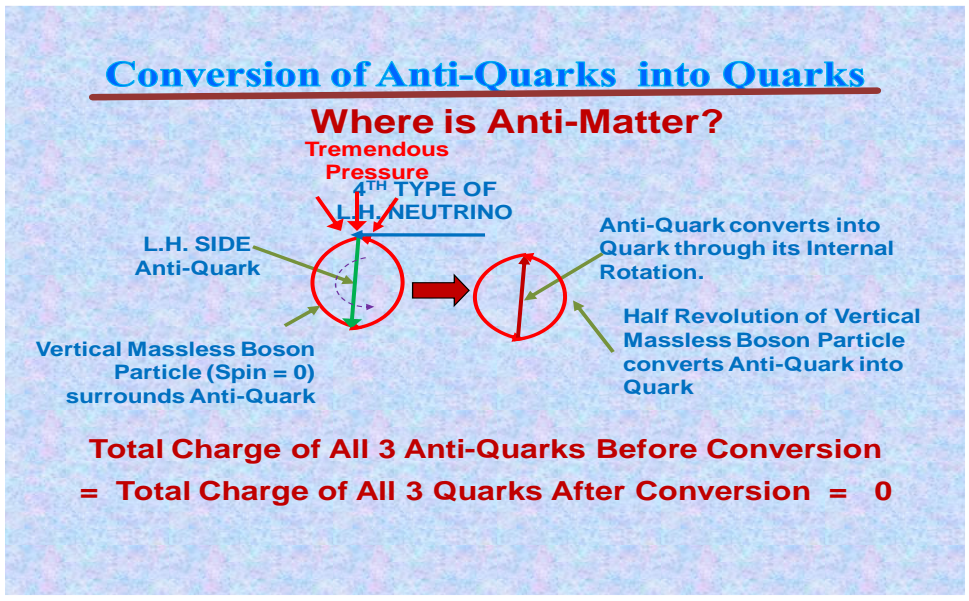 Conversion of Anti-Quarks into Quarks
Where is Anti-Matter?
Tremendous
Pressure
4TH TYPE OF
L.H. NEUTRINO
L.H. SIDE
Anti-Quark
Anti-Quark converts into
Quark through its Internal
Rotation.
Vertical Massless Boson
Particle (Spin = 0)
surrounds Anti-Quark
Half Revolution of Vertical
Massless Boson Particle
converts Anti-Quark into
Quark
Total Charge of All 3 Anti-Quarks Before Conversion
= Total Charge of All 3 Quarks After Conversion = 0